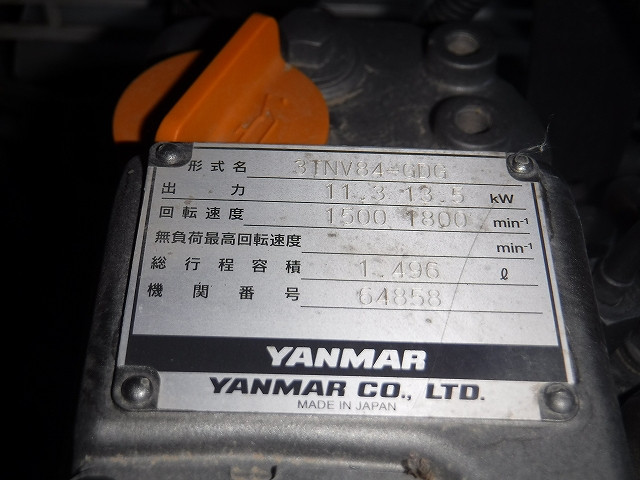 形式名 3TNV84-GDG
出力 11.3 13.5 kW
回転速度 1500 1800 min-1
無負荷最高回転速度 min-1
総行程容積 1.496 ℓ
機関番号 64858
YANMAR
YANMAR CO., LTD.
MADE IN JAPAN